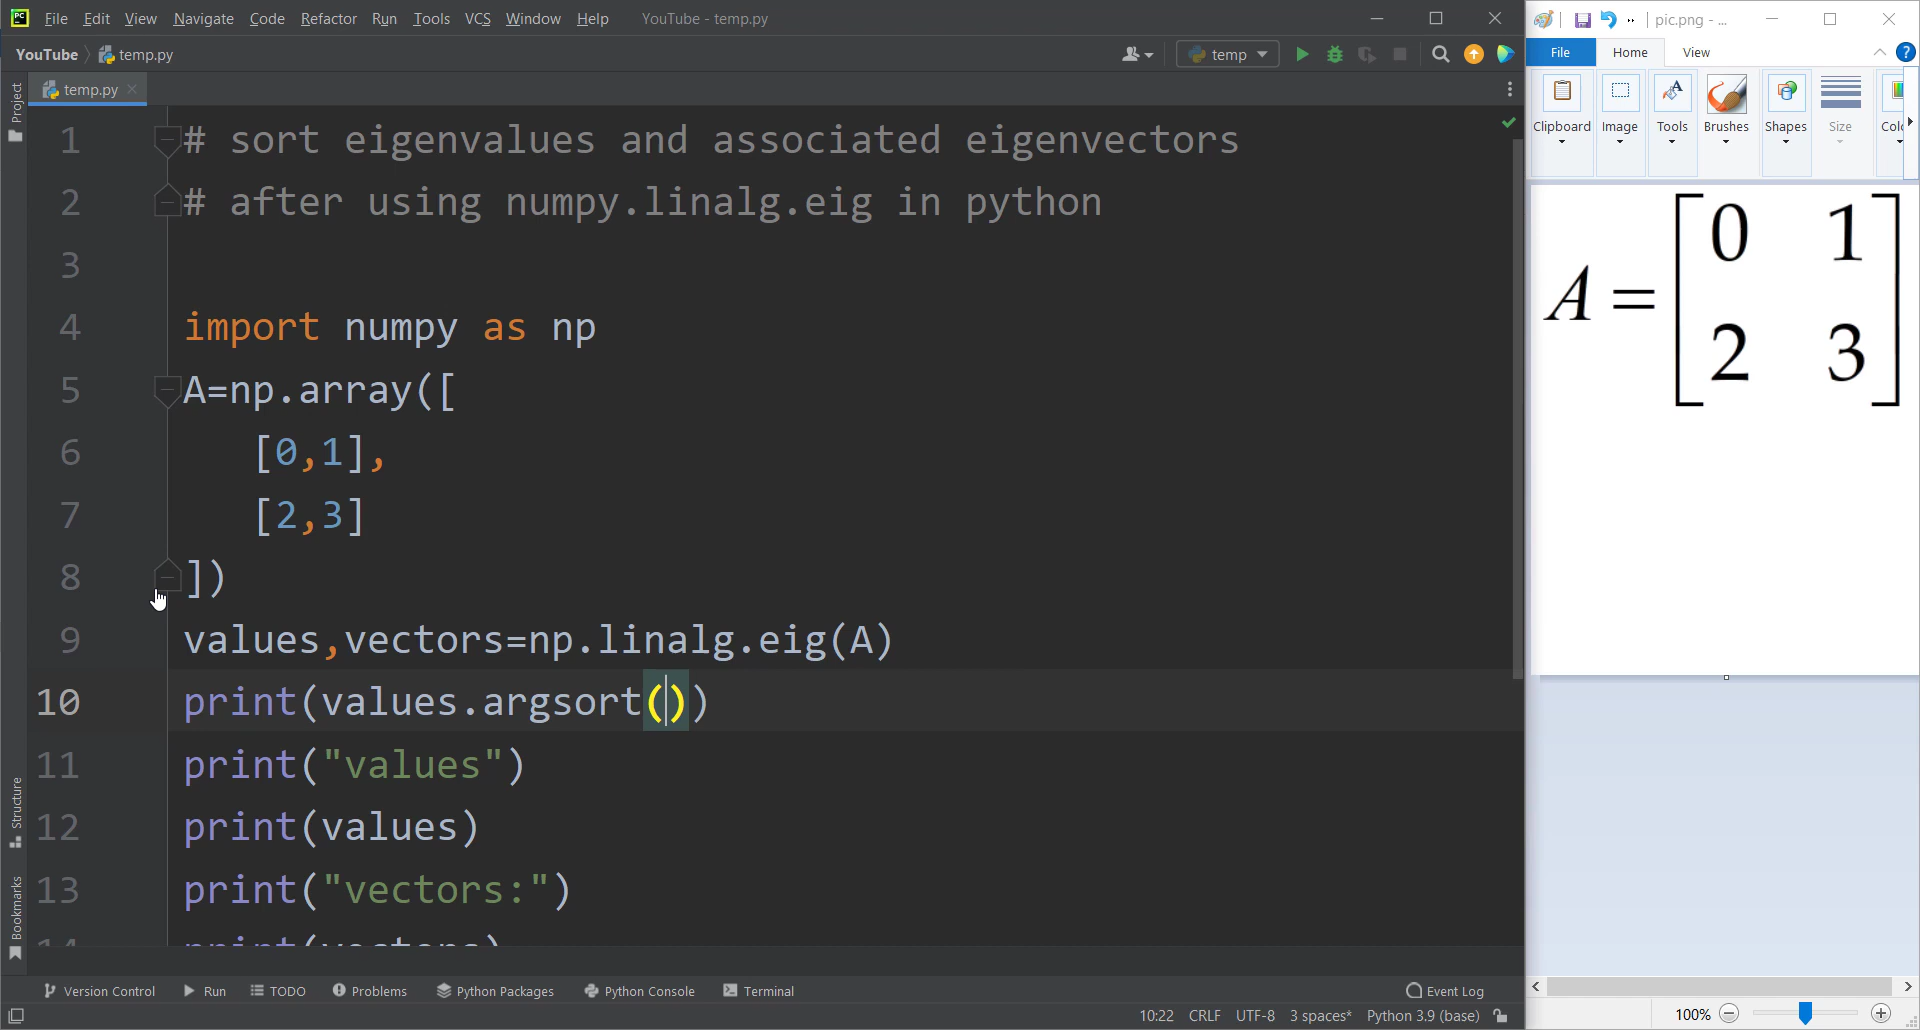 File Edit View Navigate Code Refactor Run Tools VCS Window Help YouTube - temp.py
YouTube temp.py temp
temp.py
Project
1 # sort eigenvalues and associated eigenvectors
2 # after using numpy.linalg.eig in python
3
4 import numpy as np
5 A=np.array([
6 [0,1],
7 [2,3]
8 ])
9 values,vectors=np.linalg.eig(A)
10 print(values.argsort())
11 print("values")
12 print(values)
13 print("vectors:")
14 print(vectors)
Structure
Bookmarks
Version Control Run TODO Problems Python Packages Python Console Terminal Event Log
10:22 CRLF UTF-8 3 spaces* Python 3.9 (base)
pic.png - ...
File Home View
Clipboard Image Tools Brushes Shapes Size Colo
A = [0 1
2 3]
100%